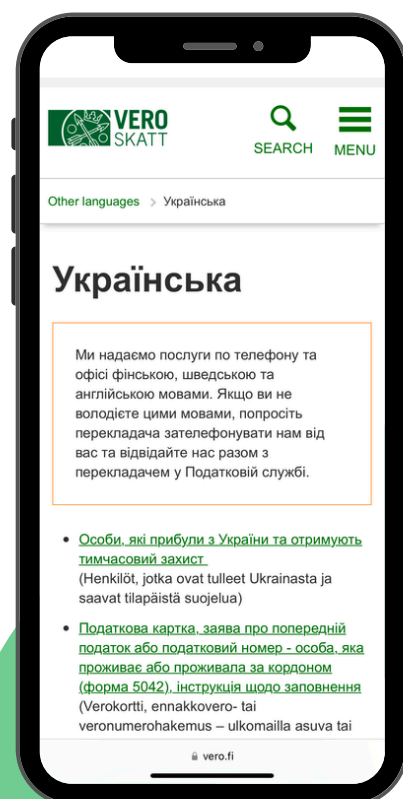 VERO
SKATT
SEARCH
MENU
Other languages > Українська
Українська
Ми надаємо послуги по телефону та
офісі фінською, шведською та
англійською мовами. Якщо ви не
володієте цими мовами, попросіть
перекладача зателефонувати нам від
вас та відвідайте нас разом з
перекладачем у Податковій службі.
• Особи, які прибули з України та отримують
тимчасовий захист
(Henkilöt, jotka ovat tulleet Ukrainasta ja
saavat tilapäistä suojelua)
• Податкова картка, заява про попередній
податок або податковий номер - особа, яка
проживає або проживала за кордоном
(форма 5042), інструкція щодо заповнення
(Verokortti, ennakkovero- tai
veronumerohakemus – ulkomailla asuva tai
vero.fi